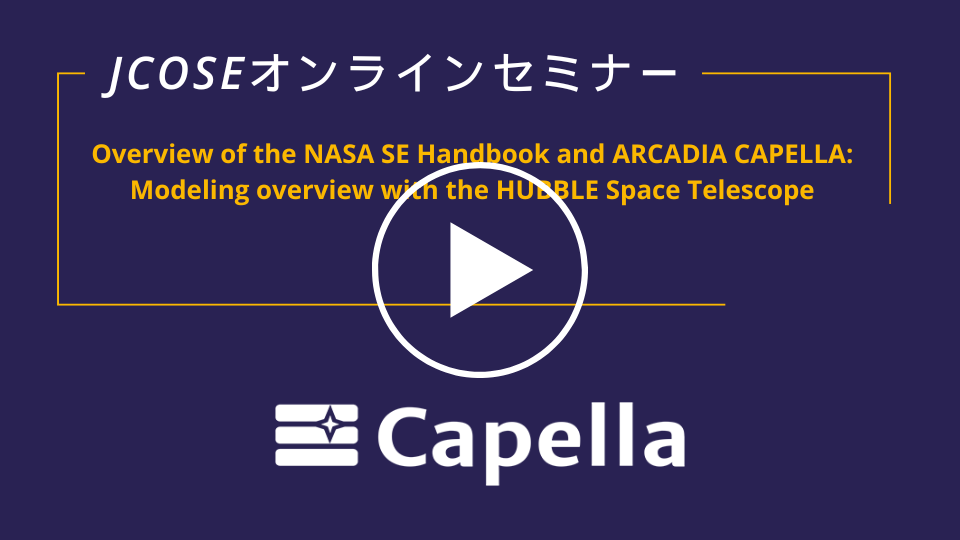 JCOSEオンラインセミナー
Overview of the NASA SE Handbook and ARCADIA CAPELLA:
Modeling overview with the HUBBLE Space Telescope
Capella